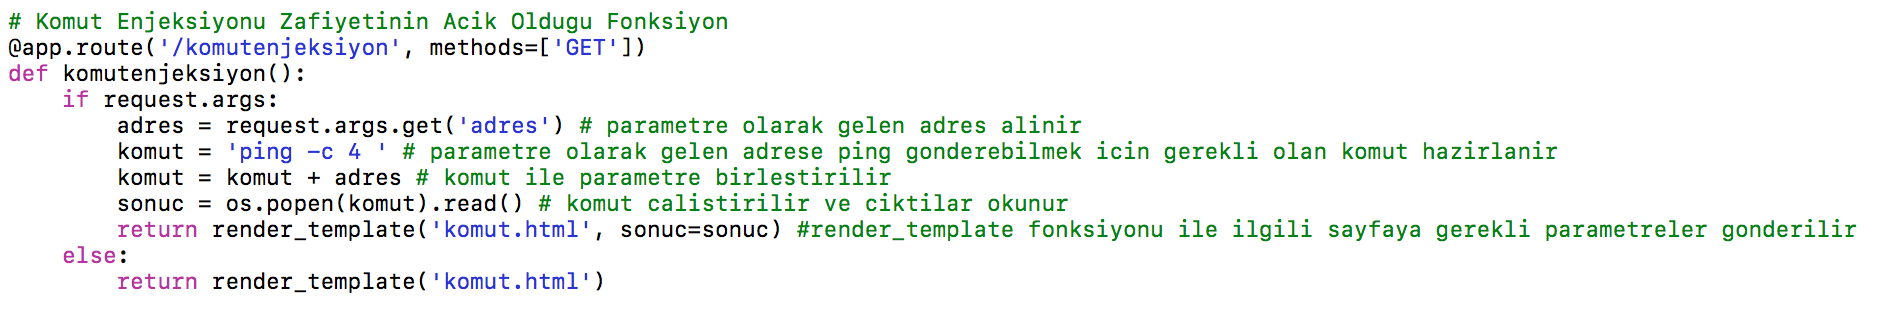 # Komut Enjeksiyonu Zafiyetinin Acik Oldugu Fonksiyon
@app.route('/komutenjeksiyon', methods=['GET'])
def komutenjeksiyon():
    if request.args:
        adres = request.args.get('adres') # parametre olarak gelen adres alinir
        komut = 'ping -c 4 ' # parametre olarak gelen adrese ping gonderebilmek icin gerekli olan komut hazirlanir
        komut = komut + adres # komut ile parametre birlestirilir
        sonuc = os.popen(komut).read() # komut calistirilir ve ciktilar okunur
        return render_template('komut.html', sonuc=sonuc) #render_template fonksiyonu ile ilgili sayfaya gerekli parametreler gonderilir
    else:
        return render_template('komut.html')